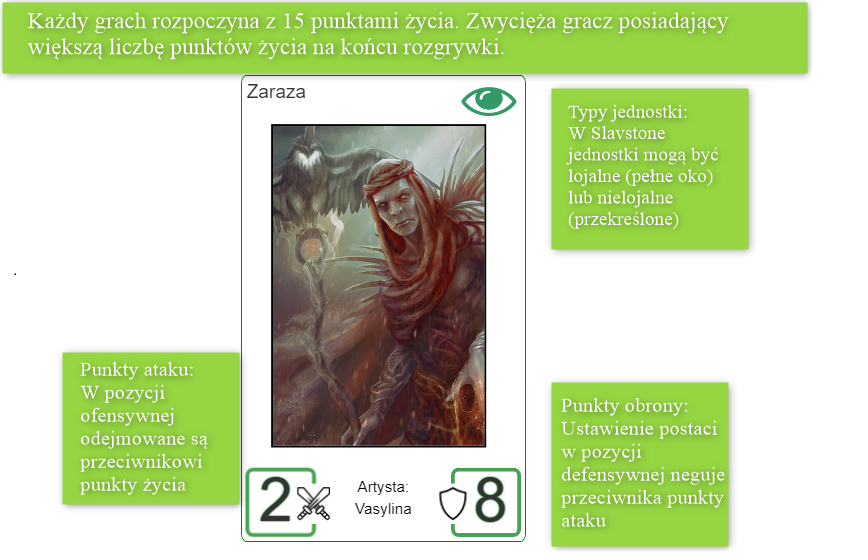 Każdy grach rozpoczyna z 15 punktami życia. Zwycięża gracz posiadający
większą liczbę punktów życia na końcu rozgrywki.
Zaraza
Typy jednostki:
W Slavstone
jednostki mogą być
lojalne (pełne oko)
lub nielojalne
(przekreślone)
.
Punkty ataku:
W pozycji
ofensywnej
odejmowane są
przeciwnikowi
punkty życia
Punkty obrony:
Ustawienie postaci
w pozycji
defensywnej neguje
przeciwnika punkty
ataku
2
Artysta:
Vasylina
8